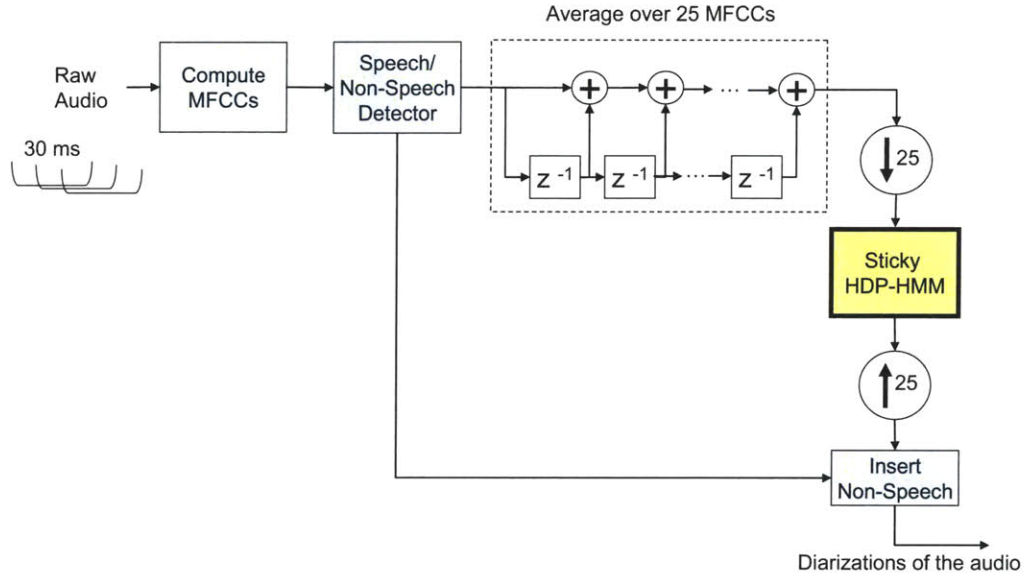 Average over 25 MFCCs
Raw
Audio
30 ms
Compute
MFCCs
Speech/
Non-Speech
Detector
+
+
...
+
z -1
z -1
......
z -1
25
Sticky
HDP-HMM
25
Insert
Non-Speech
Diarizations of the audio